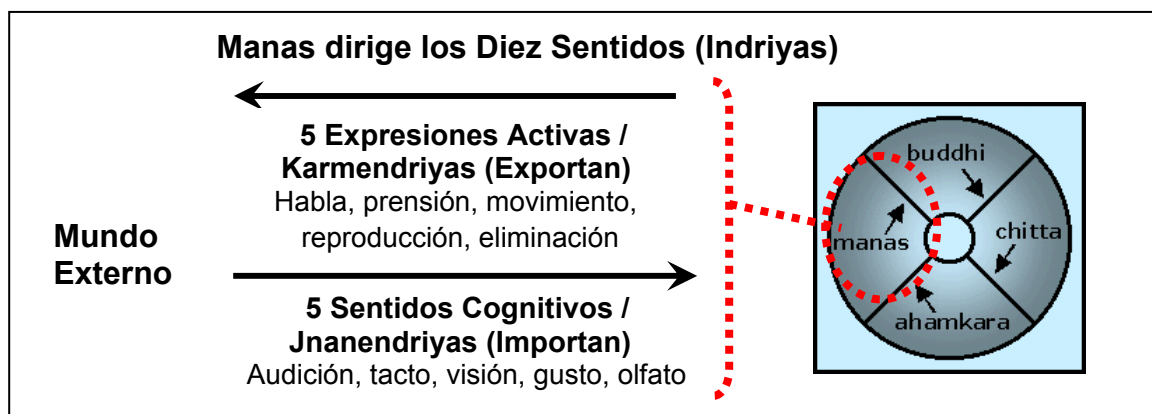 Manas dirige los Diez Sentidos (Indriyas)
5 Expresiones Activas /
Karmendriyas (Exportan)
Habla, prensión, movimiento,
reproducción, eliminación
Mundo
Externo
5 Sentidos Cognitivos /
Jnanendriyas (Importan)
Audición, tacto, visión, gusto, olfato
buddhi
manas
chitta
ahamkara